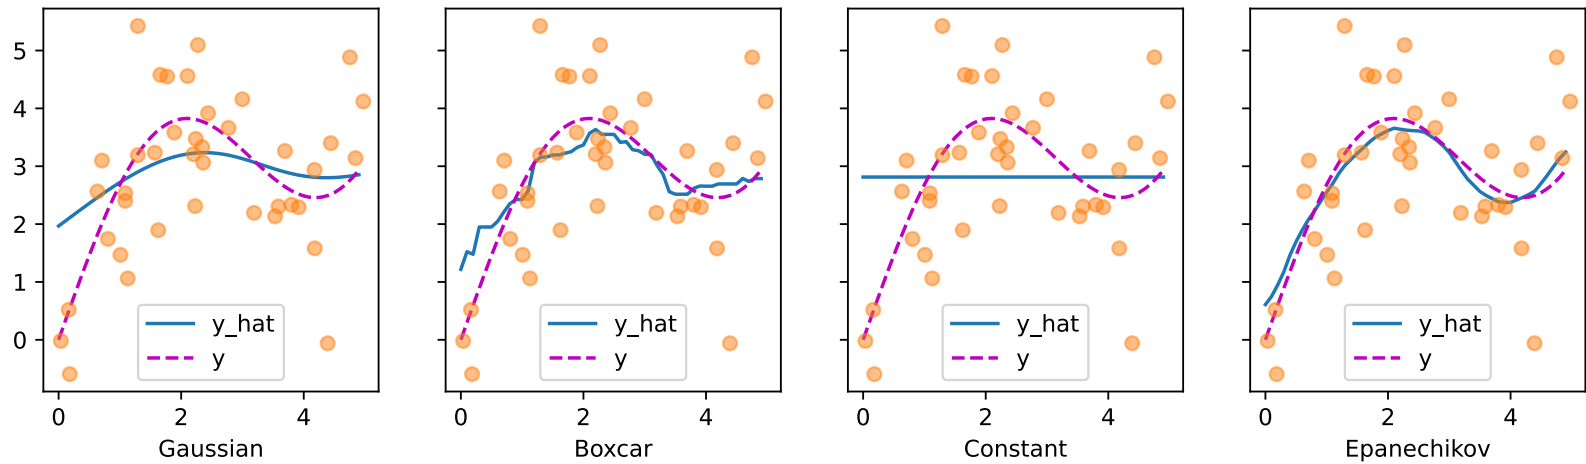 5
4
3
2
1
0
0 2 4
0 2 4
0 2 4
0 2 4
y_hat
y
y_hat
y
y_hat
y
y_hat
y
Gaussian
Boxcar
Constant
Epanechikov